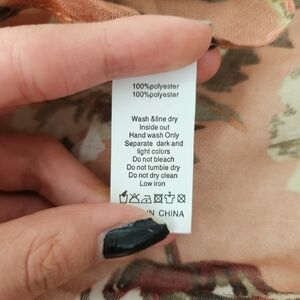 100%polyester
100%polyester
Wash &line dry
inside out
Hand wash Only
Separate dark and
light colors
Do not bleach
Do not tumble dry
Do not dry clean
Low iron
IN CHINA